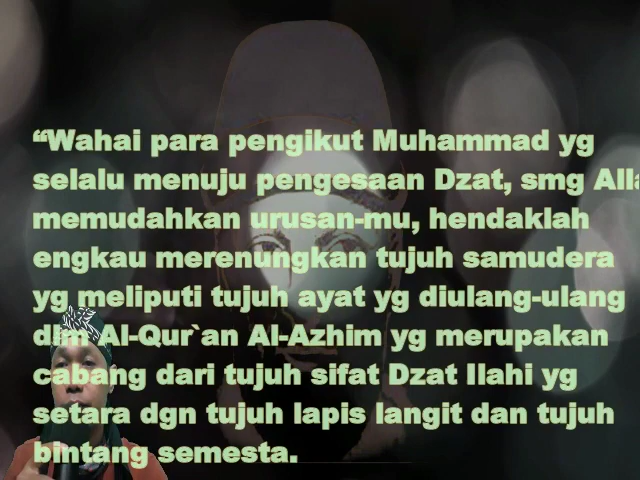 “Wahai para pengikut Muhammad yg
selalu menuju pengesaan Dzat, smg Alla
memudahkan urusan-mu, hendaklah
engkau merenungkan tujuh samudera
yg meliputi tujuh ayat yg diulang-ulang
dlm Al-Qur`an Al-Azhim yg merupakan
cabang dari tujuh sifat Dzat Ilahi yg
setara dgn tujuh lapis langit dan tujuh
bintang semesta.